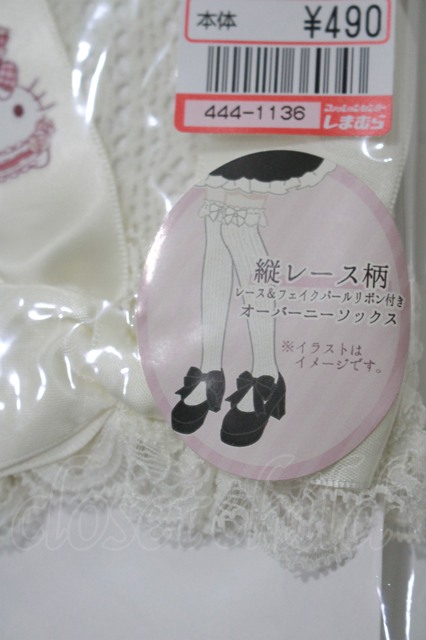 本体 ¥490
444-1136
ファッションセンター
しまむら
縦レース柄
レース&フェイクパールリボン付き
オーバーニーソックス
※イラストは
イメージです。